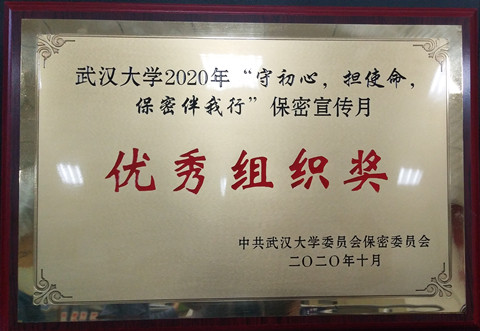 武汉大学2020年“守初心，担使命，
保密伴我行”保密宣传月
优秀组织奖
中共武汉大学委员会保密委员会
二〇二〇年十月